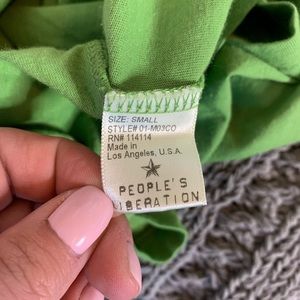 SIZE: SMALL
STYLE# 01-M03CO
RN# 114114
Made in
Los Angeles, U.S.A.
PEOPLE'S
LIBERATION